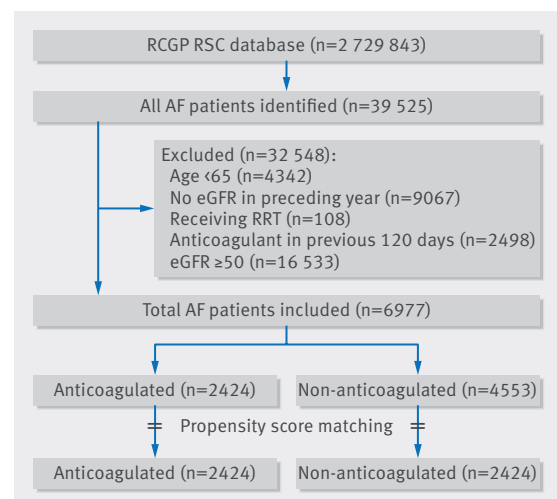 RCGP RSC database (n=2 729 843)
All AF patients identified (n=39 525)
Excluded (n=32 548):
Age <65 (n=4342)
No eGFR in preceding year (n=9067)
Receiving RRT (n=108)
Anticoagulant in previous 120 days (n=2498)
eGFR ≥50 (n=16 533)
Total AF patients included (n=6977)
Anticoagulated (n=2424)
Non-anticoagulated (n=4553)
Propensity score matching
Anticoagulated (n=2424)
Non-anticoagulated (n=2424)